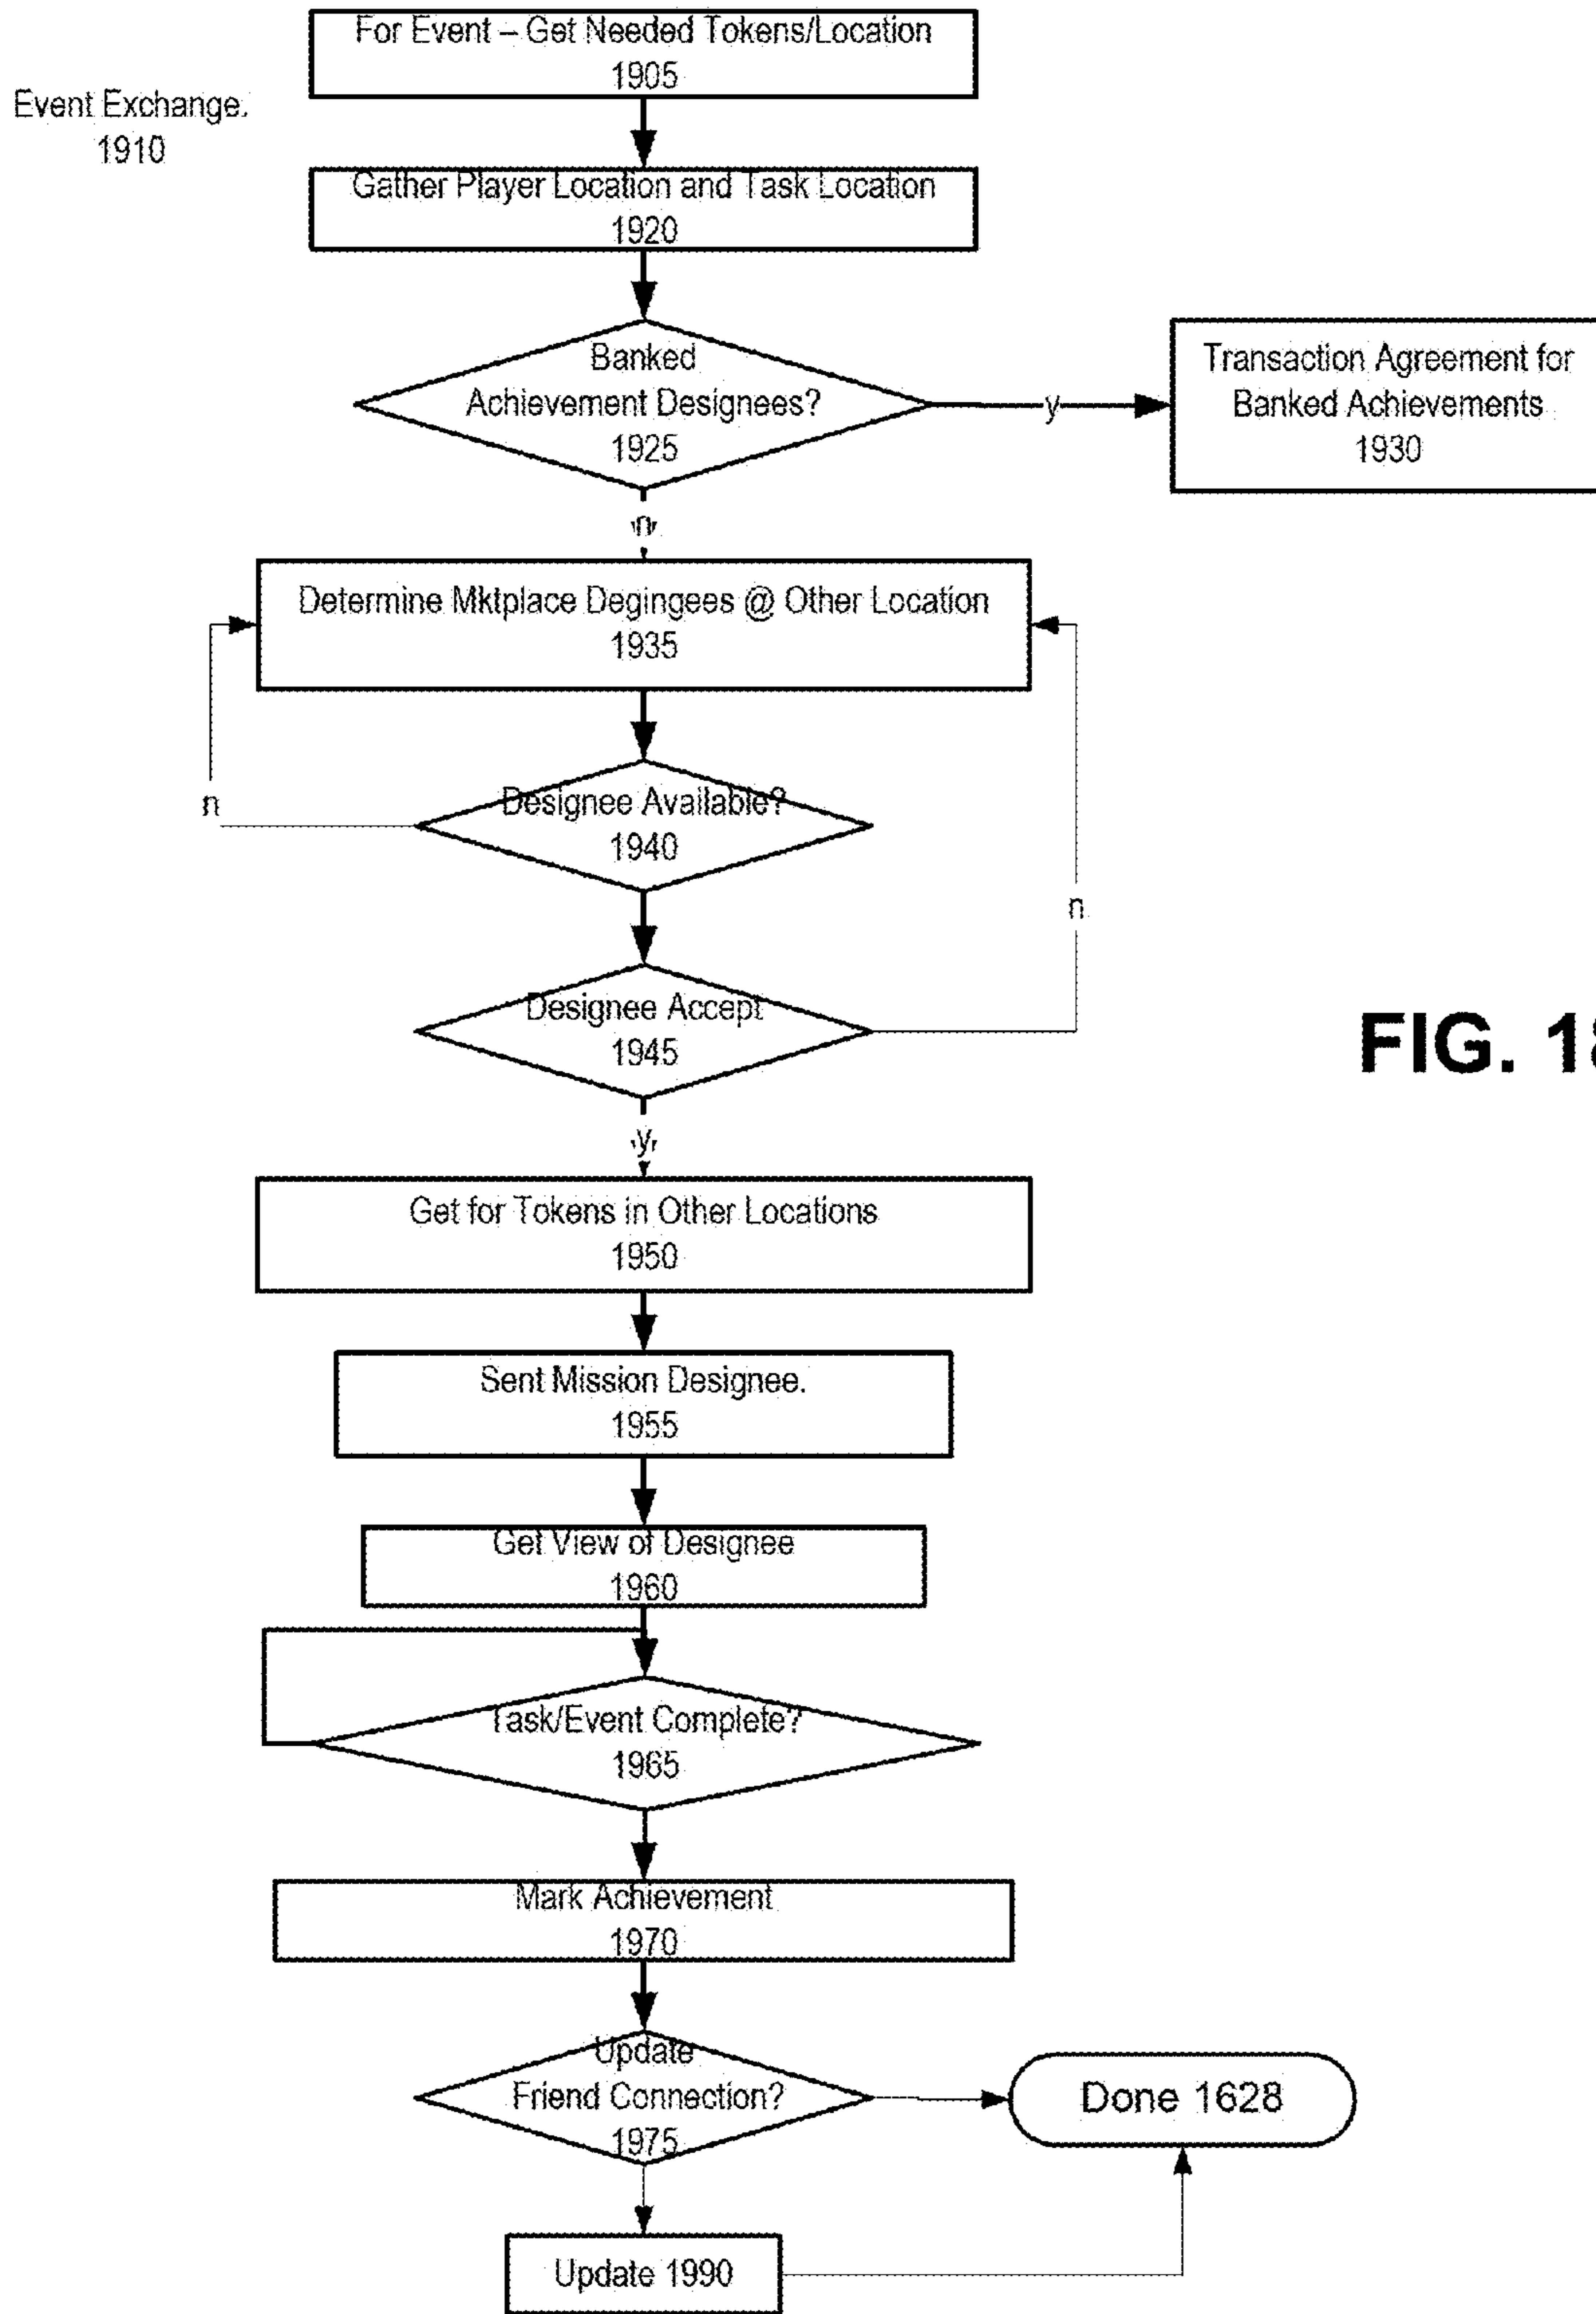 For Event – Get Needed Tokens/Location
1905
Event Exchange.
1910
Gather Player Location and Task Location
1920
Banked
Achievement Designees?
1925
y
Transaction Agreement for
Banked Achievements
1930
n
Determine Mktplace Degingees @ Other Location
1935
Designee Available?
1940
n
n
Designee Accept
1945
FIG. 18
y
Get for Tokens in Other Locations
1950
Sent Mission Designee.
1955
Get View of Designee
1960
Task/Event Complete?
1965
Mark Achievement
1970
Update
Friend Connection?
1975
Done 1628
Update 1990